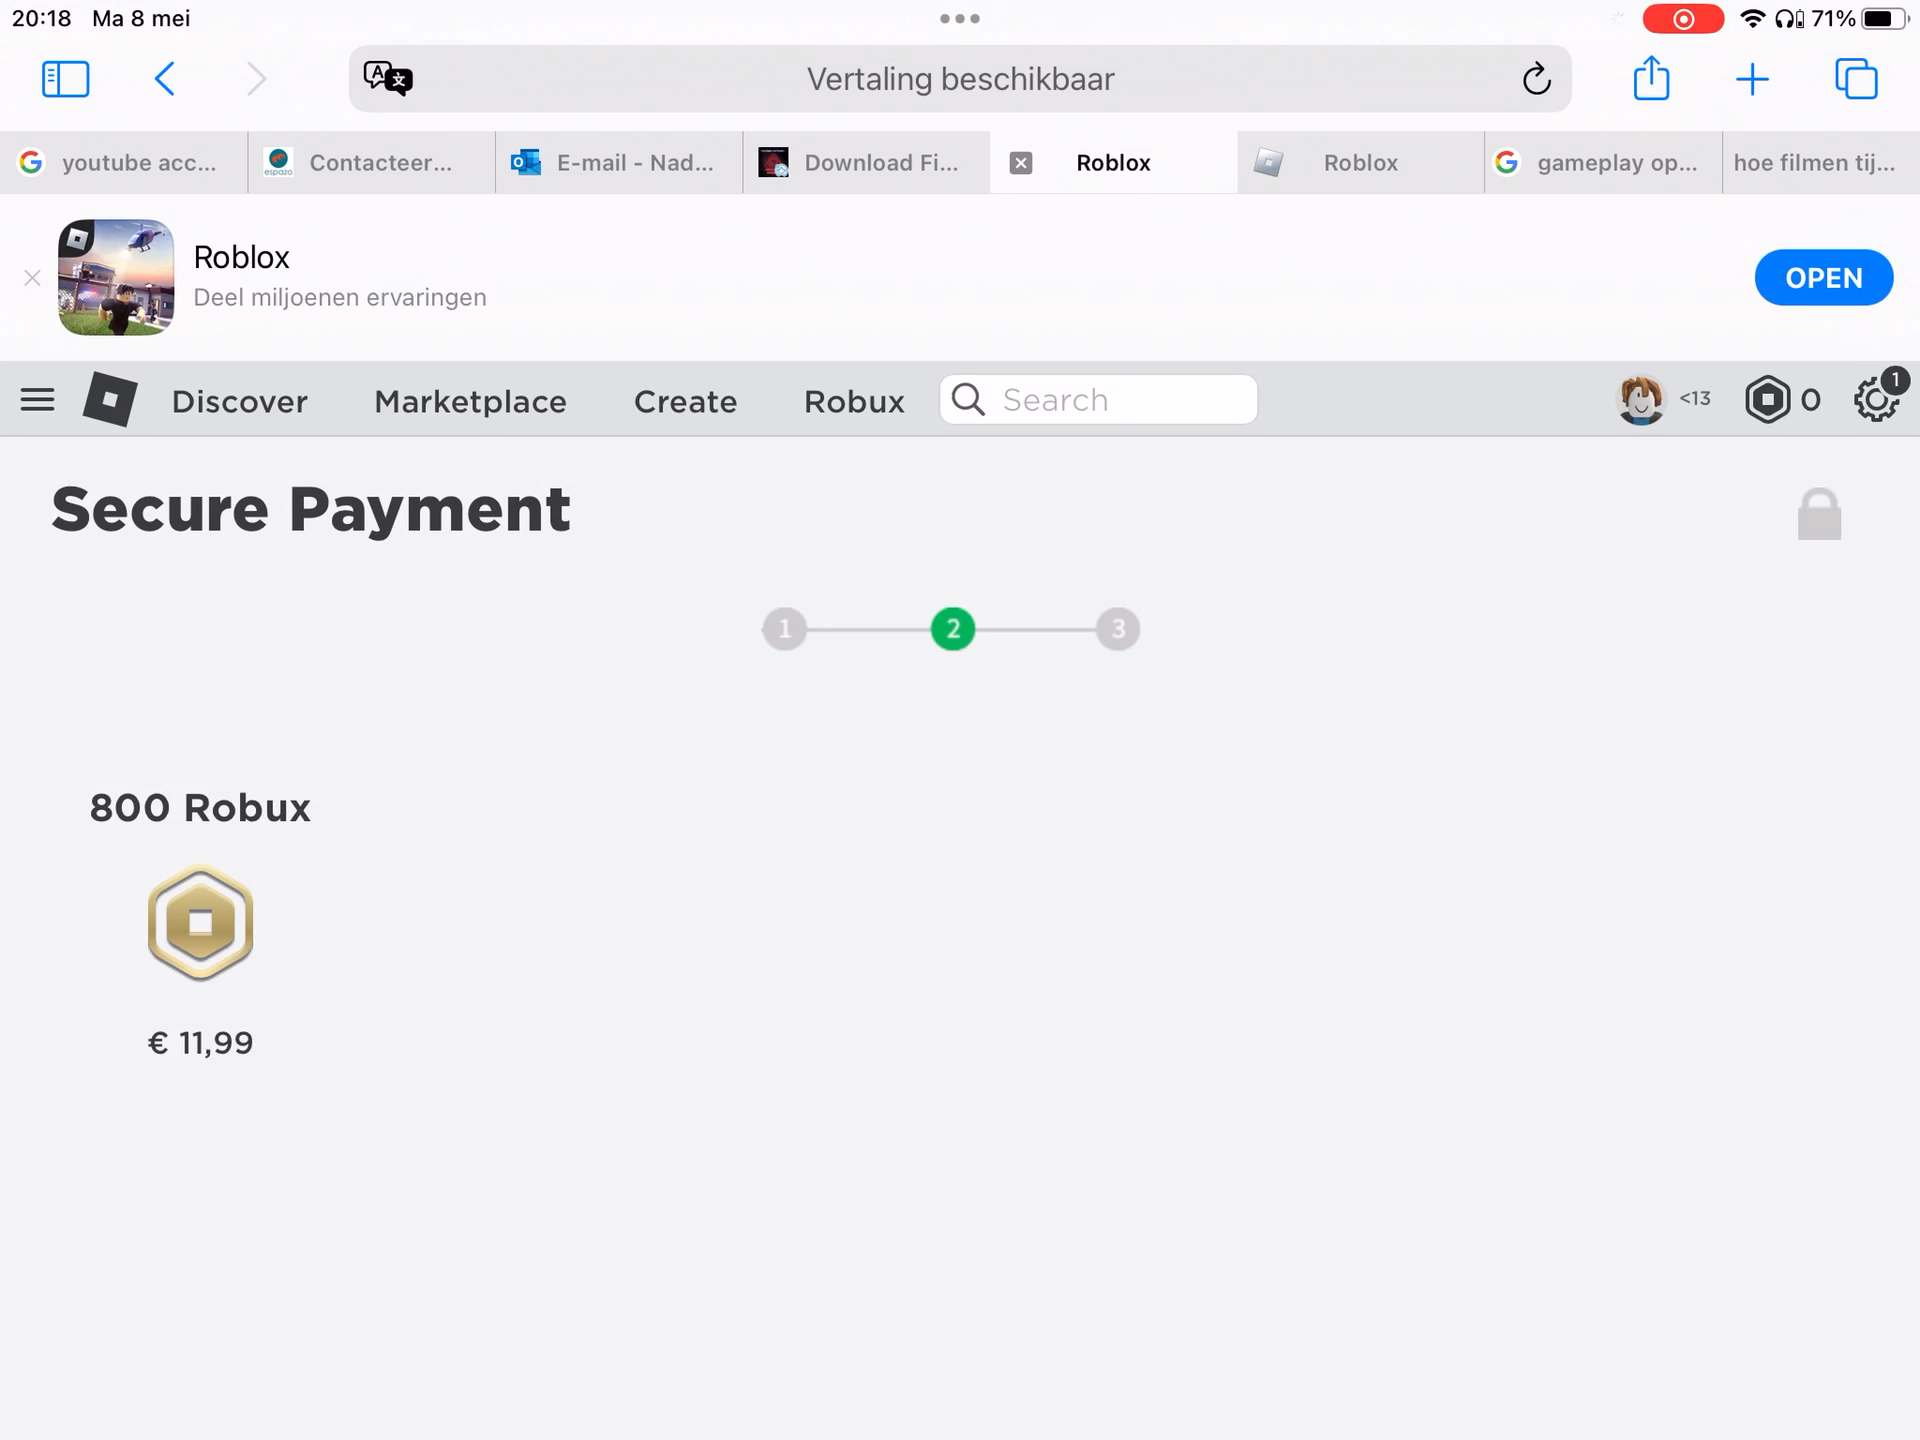 20:18 Ma 8 mei
71%
Vertaling beschikbaar
youtube acc...
espazo
Contacteer...
E-mail - Nad...
Download Fi...
Roblox
Roblox
gameplay op...
hoe filmen tij...
Roblox
Deel miljoenen ervaringen
OPEN
Discover Marketplace Create Robux Search <13 0 1
Secure Payment
1 2 3
800 Robux
€ 11,99